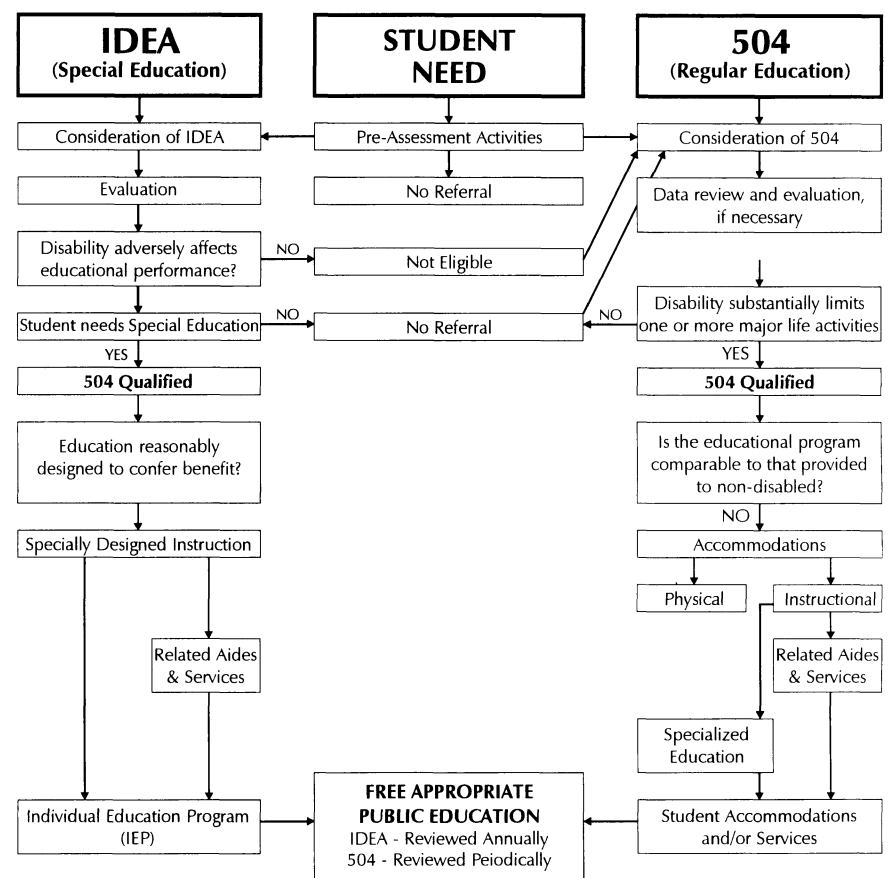 IDEA
(Special Education)
STUDENT
NEED
504
(Regular Education)
Consideration of IDEA
Pre-Assessment Activities
Consideration of 504
Evaluation
No Referral
Data review and evaluation,
if necessary
Disability adversely affects
educational performance?
NO
Not Eligible
Student needs Special Education
NO
No Referral
NO
Disability substantially limits
one or more major life activities
YES
YES
504 Qualified
504 Qualified
Education reasonably
designed to confer benefit?
Is the educational program
comparable to that provided
to non-disabled?
NO
Specially Designed Instruction
Accommodations
Physical
Instructional
Related Aides
& Services
Related Aides
& Services
Specialized
Education
Individual Education Program
(IEP)
FREE APPROPRIATE
PUBLIC EDUCATION
IDEA - Reviewed Annually
504 - Reviewed Peiodically
Student Accommodations
and/or Services